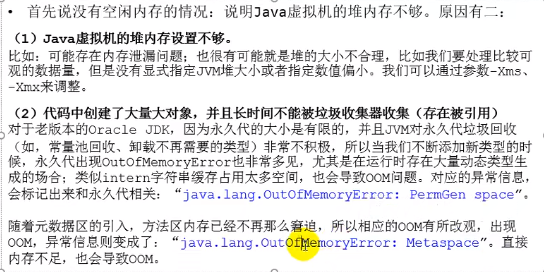 • 首先说没有空闲内存的情况：说明Java虚拟机的堆内存不够。原因有二：
（1）Java虚拟机的堆内存设置不够。
比如：可能存在内存泄漏问题；也很有可能就是堆的大小不合理，比如我们要处理比较可
观的数据量，但是没有显式指定JVM堆大小或者指定数值偏小。我们可以通过参数-Xms、
-Xmx来调整。
（2）代码中创建了大量大对象，并且长时间不能被垃圾收集器收集（存在被引用）
对于老版本的Oracle JDK，因为永久代的大小是有限的，并且JVM对永久代垃圾回收
（如，常量池回收、卸载不再需要的类型）非常不积极，所以当我们不断添加新类型的时
候，永久代出现OutOfMemoryError也非常多见，尤其是在运行时存在大量动态类型生
成的场合；类似intern字符串缓存占用太多空间，也会导致OOM问题。对应的异常信息，
会标记出来和永久代相关：“java.lang.OutOfMemoryError: PermGen space”。
随着元数据区的引入，方法区内存已经不再那么窘迫，所以相应的OOM有所改观，出现
OOM，异常信息则变成了：“java.lang.OutOfMemoryError: Metaspace”。直接
内存不足，也会导致OOM。